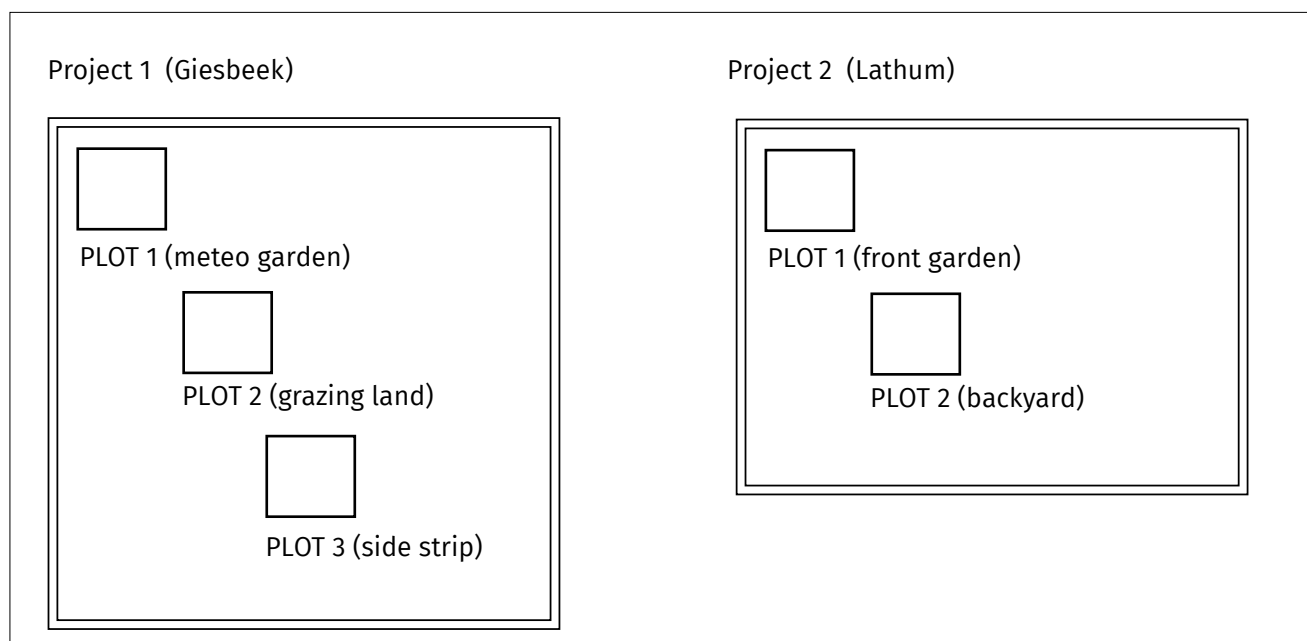 Project 1 (Giesbeek)
PLOT 1 (meteo garden)
PLOT 2 (grazing land)
PLOT 3 (side strip)
Project 2 (Lathum)
PLOT 1 (front garden)
PLOT 2 (backyard)